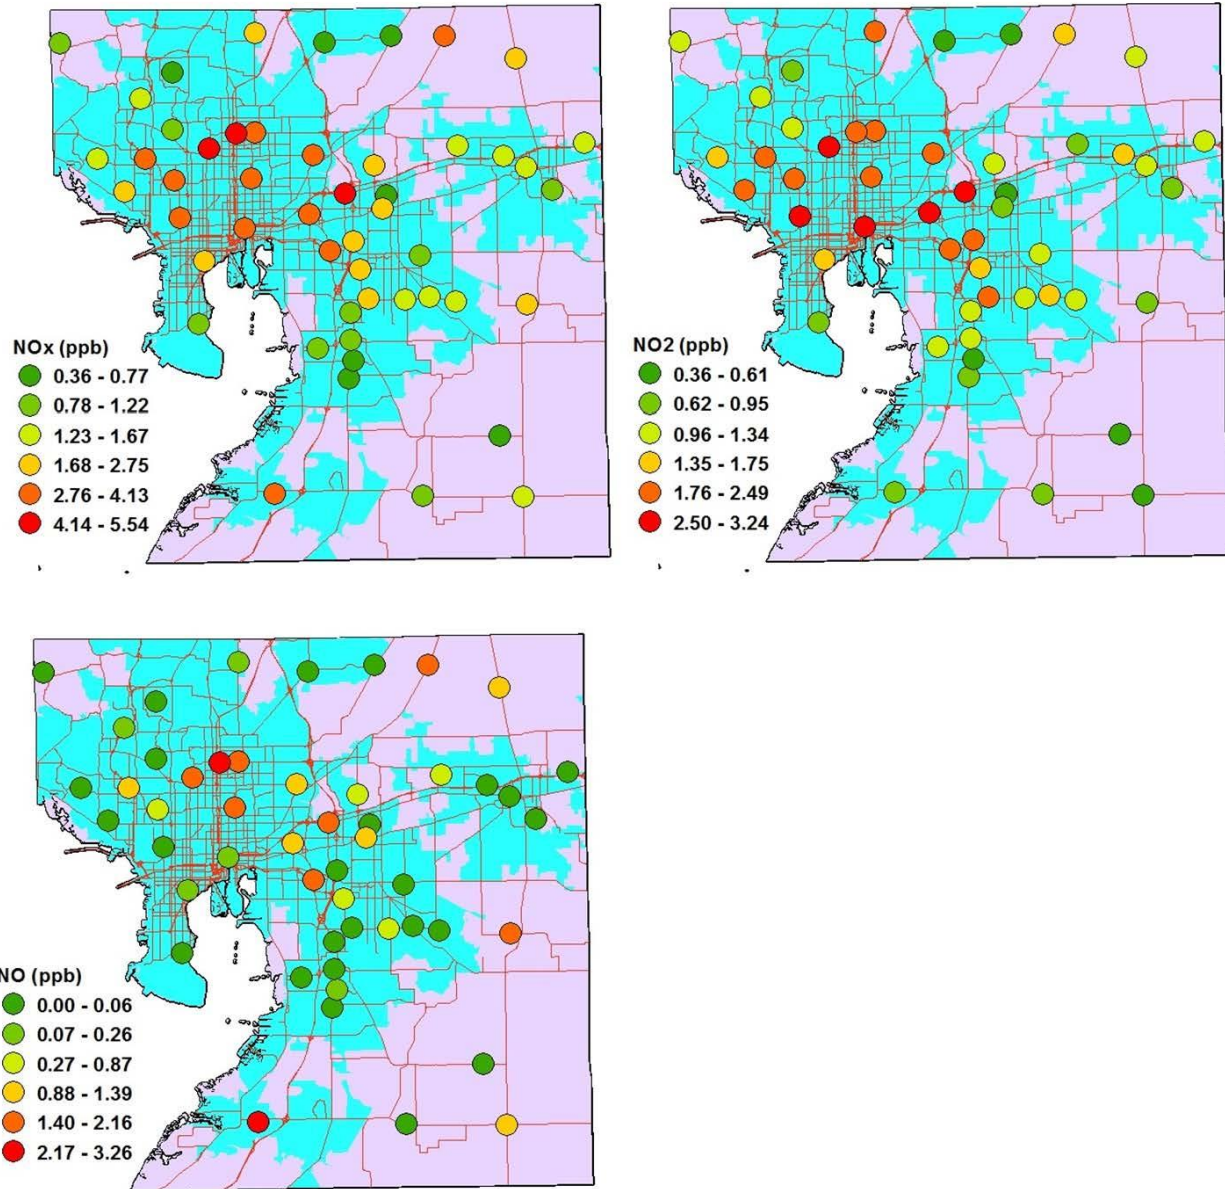 NOx (ppb)
0.36 - 0.77
0.78 - 1.22
1.23 - 1.67
1.68 - 2.75
2.76 - 4.13
4.14 - 5.54
NO2 (ppb)
0.36 - 0.61
0.62 - 0.95
0.96 - 1.34
1.35 - 1.75
1.76 - 2.49
2.50 - 3.24
NO (ppb)
0.00 - 0.06
0.07 - 0.26
0.27 - 0.87
0.88 - 1.39
1.40 - 2.16
2.17 - 3.26